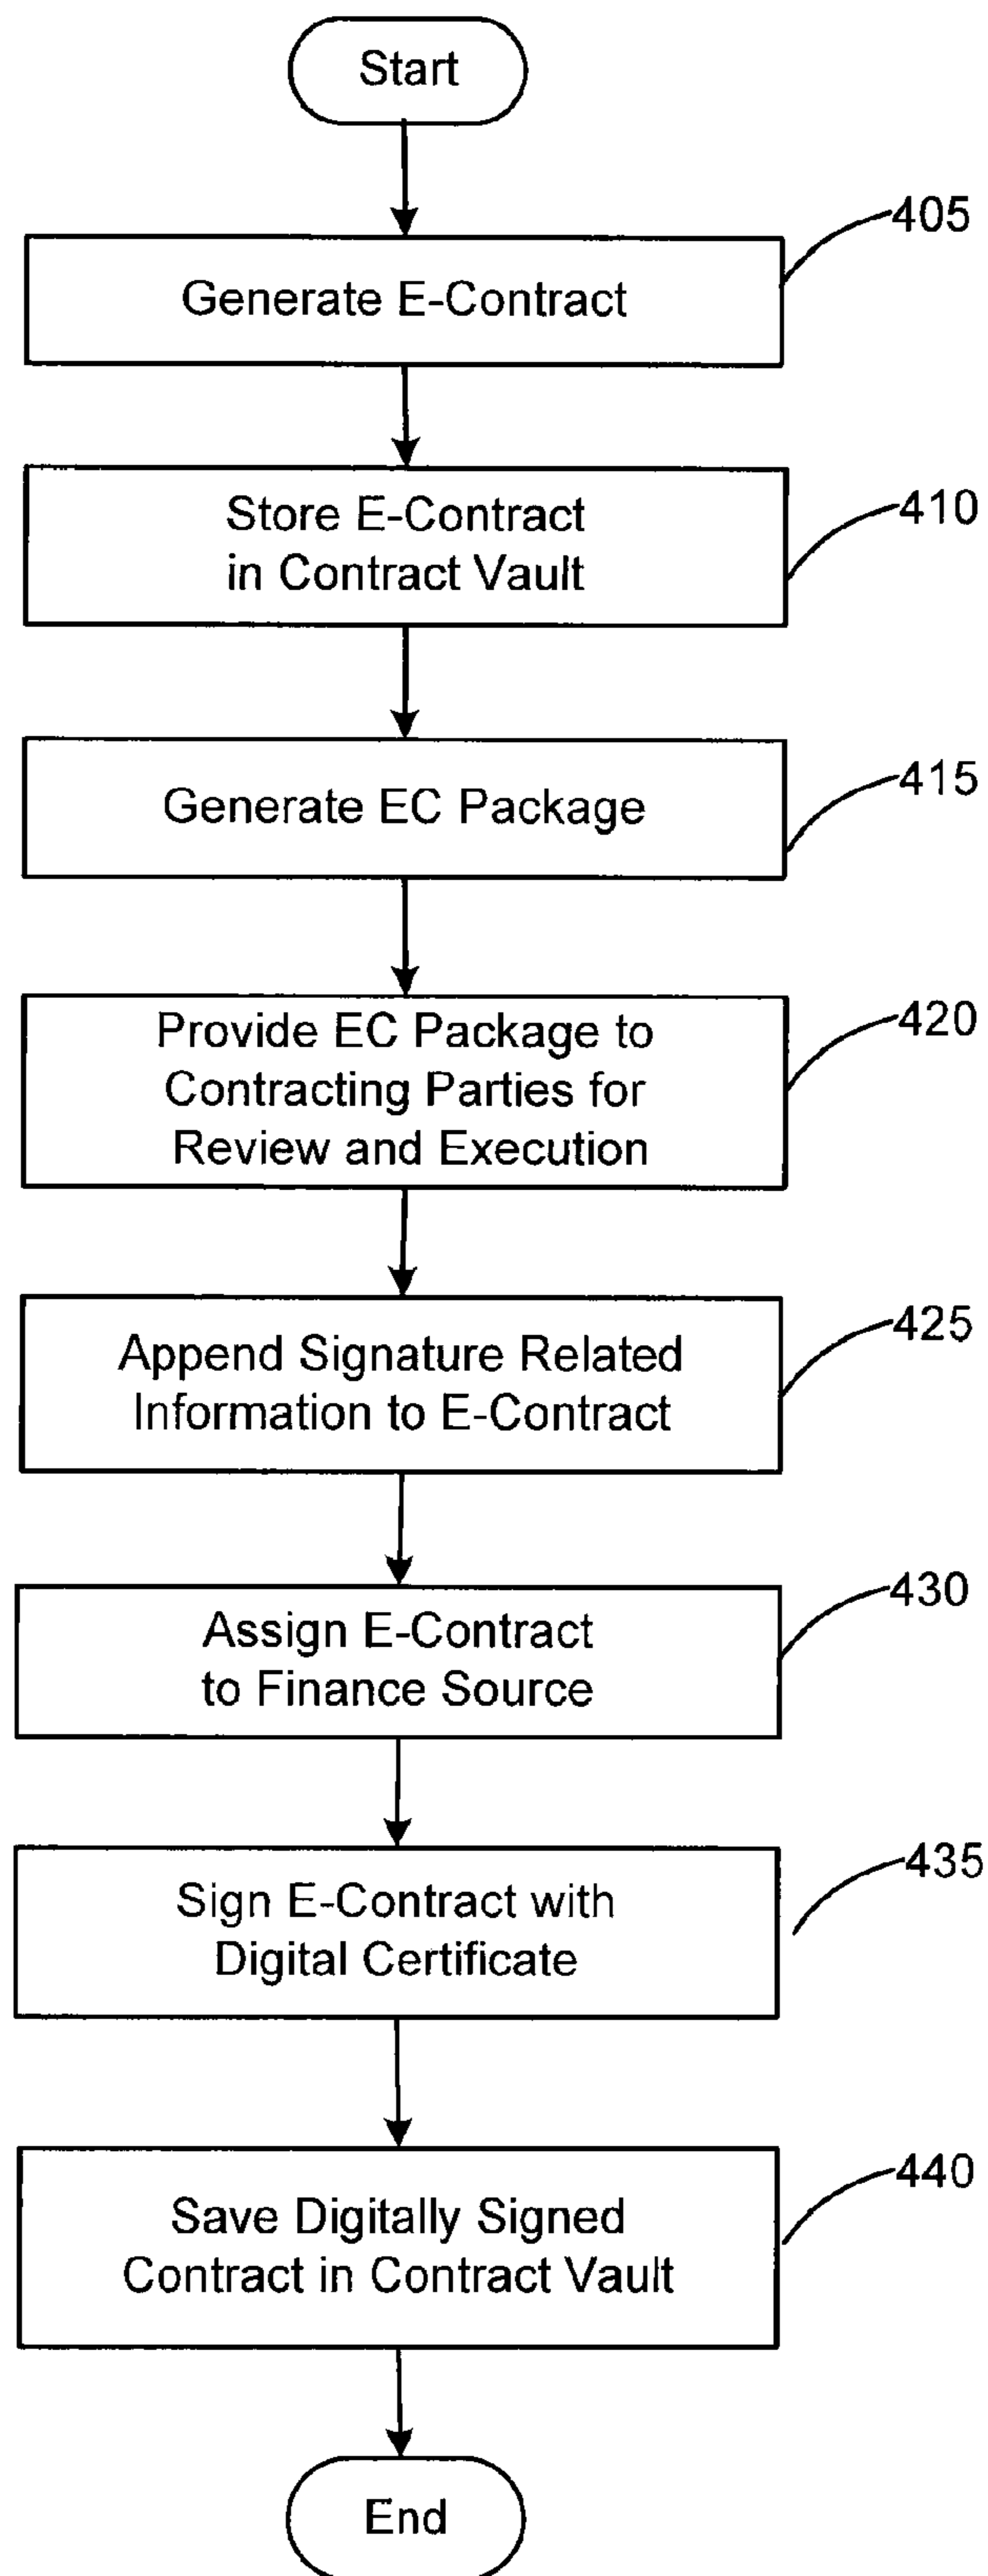 Start
405
Generate E-Contract
410
Store E-Contract
in Contract Vault
415
Generate EC Package
420
Provide EC Package to
Contracting Parties for
Review and Execution
425
Append Signature Related
Information to E-Contract
430
Assign E-Contract
to Finance Source
435
Sign E-Contract with
Digital Certificate
440
Save Digitally Signed
Contract in Contract Vault
End